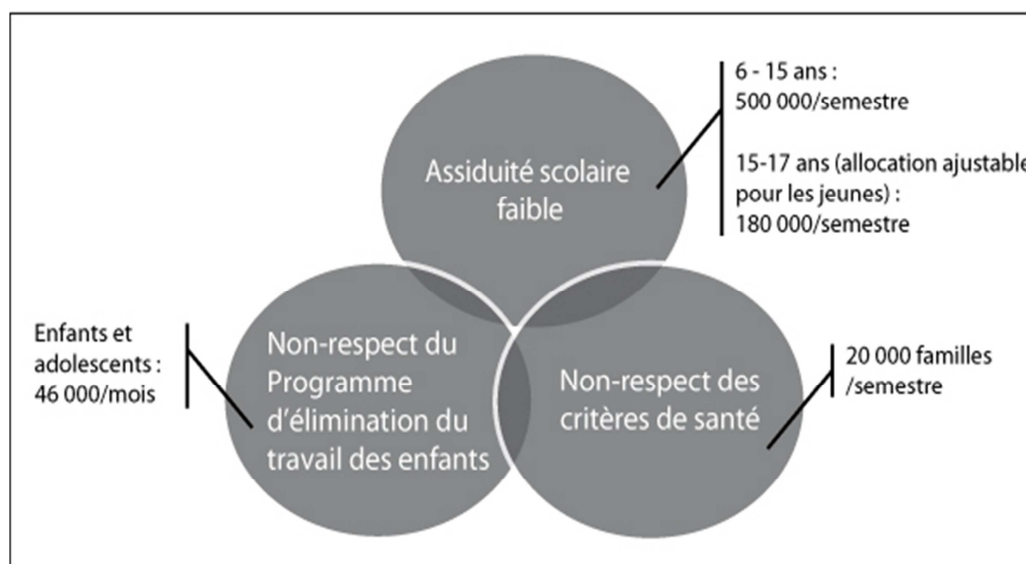 6 - 15 ans :
500 000/semestre
15-17 ans (allocation ajustable
pour les jeunes) :
180 000/semestre
Assiduité scolaire
faible
Enfants et
adolescents :
46 000/mois
Non-respect du
Programme
d'élimination du
travail des enfants
Non-respect des
critères de santé
20 000 familles
/semestre